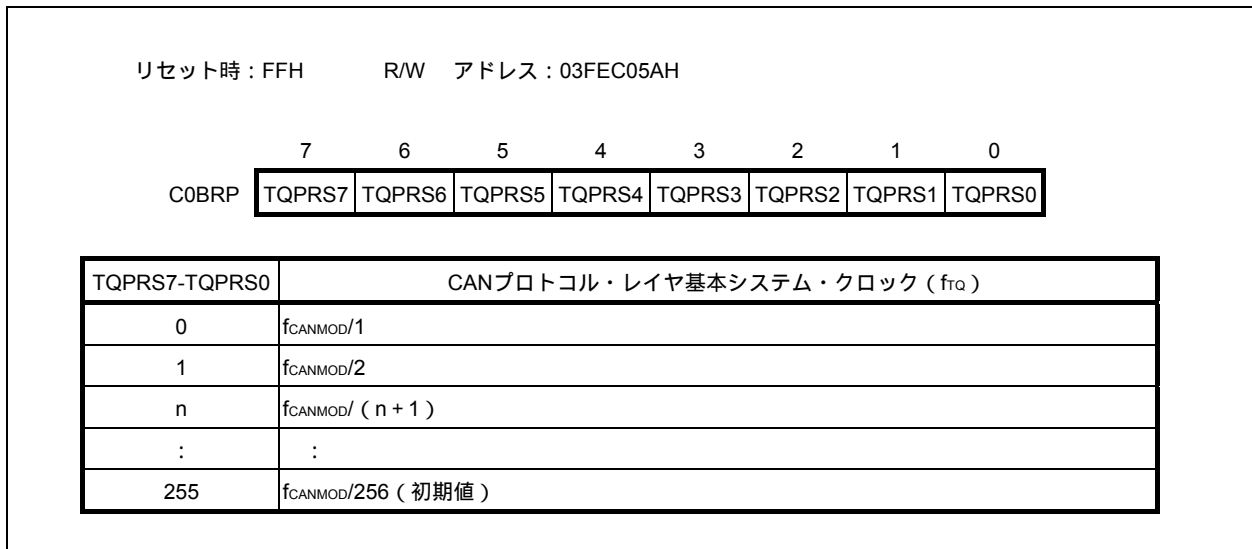 リセット時：FFH R/W アドレス：03FEC05AH
7 6 5 4 3 2 1 0
C0BRP TQPRS7 TQPRS6 TQPRS5 TQPRS4 TQPRS3 TQPRS2 TQPRS1 TQPRS0
TQPRS7-TQPRS0 CANプロトコル・レイヤ基本システム・クロック（fTQ）
0 fCANMOD/1
1 fCANMOD/2
n fCANMOD/（n＋1）
： ：
255 fCANMOD/256（初期値）